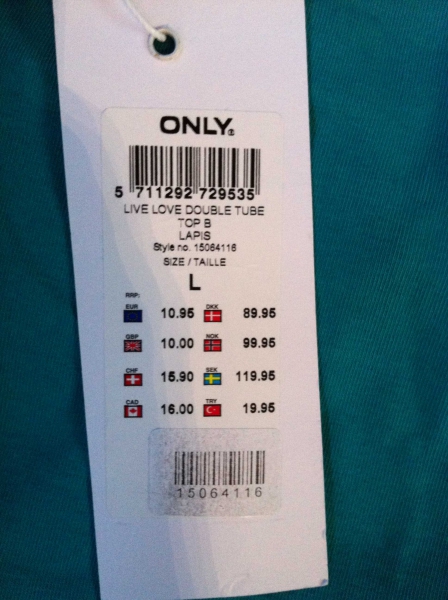 ONLY®
5 711292 729535
LIVE LOVE DOUBLE TUBE
TOP B
LAPIS
Style no. 15064116
SIZE / TAILLE
L
RRP:
EUR 10.95 DKK 89.95
GBP 10.00 NOK 99.95
CHF 15.90 SEK 119.95
CAD 16.00 TRY 19.95
15064116